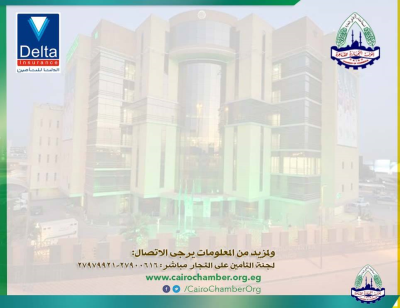 Delta
insurance
الدلتا للتأمين
ولمزيد من المعلومات يرجى الاتصال:
لجنة التأمين على التجار مباشر: ٢٧٩٠٠٦١٦-٢٧٩٧٩٩٢١
www.cairochamber.org.eg
/CairoChamberOrg